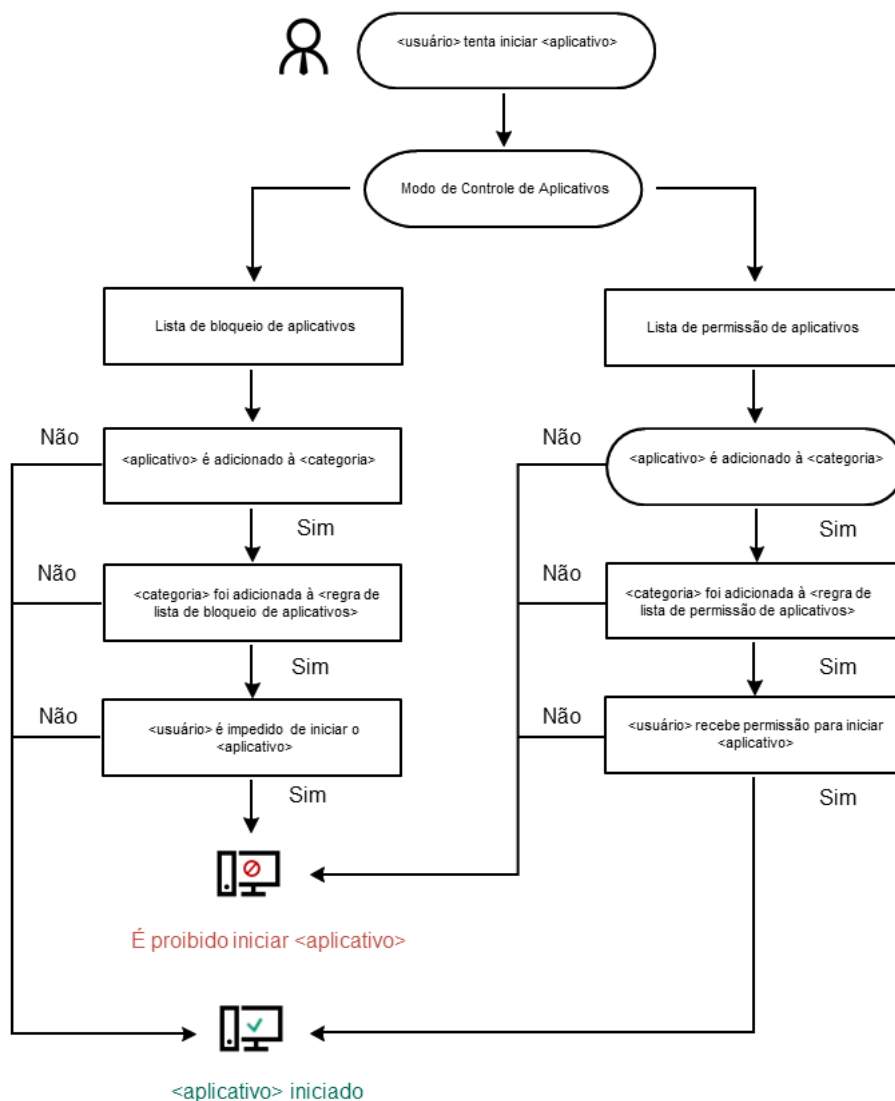 <usuário> tenta iniciar <aplicativo>
Modo de Controle de Aplicativos
Lista de bloqueio de aplicativos
Lista de permissão de aplicativos
Não
<aplicativo> é adicionado à <categoria>
Não
<aplicativo> é adicionado à <categoria>
Sim
Sim
Não
<categoria> foi adicionada à <regra de
lista de bloqueio de aplicativos>
Não
<categoria> foi adicionada à <regra de
lista de permissão de aplicativos>
Sim
Sim
Não
<usuário> é impedido de iniciar o
<aplicativo>
Não
<usuário> recebe permissão para iniciar
<aplicativo>
Sim
Sim
É proibido iniciar <aplicativo>
<aplicativo> iniciado